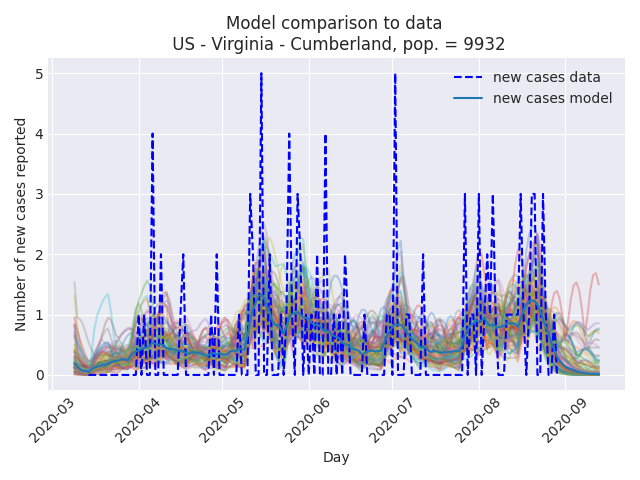 Model comparison to data
US - Virginia - Cumberland, pop. = 9932
new cases data
new cases model
Number of new cases reported
5
4
3
2
1
0
2020-03
2020-04
2020-05
2020-06
2020-07
2020-08
2020-09
Day